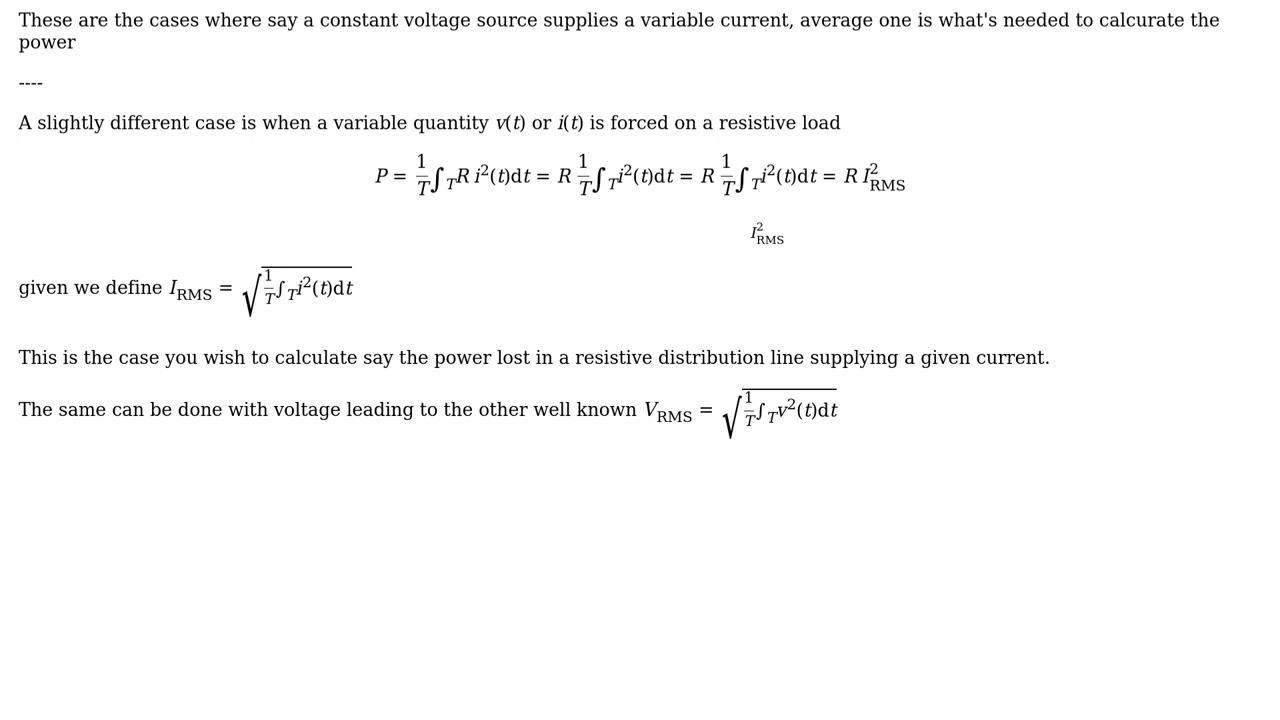 These are the cases where say a constant voltage source supplies a variable current, average one is what's needed to calcurate the
power
----
A slightly different case is when a variable quantity v(t) or i(t) is forced on a resistive load
P = 1/T ∫_T R i²(t)dt = R 1/T ∫_T i²(t)dt = R 1/T ∫_T i²(t)dt = R I²_RMS
I²_RMS
given we define I_RMS = √(1/T ∫_T i²(t)dt)
This is the case you wish to calculate say the power lost in a resistive distribution line supplying a given current.
The same can be done with voltage leading to the other well known V_RMS = √(1/T ∫_T v²(t)dt)